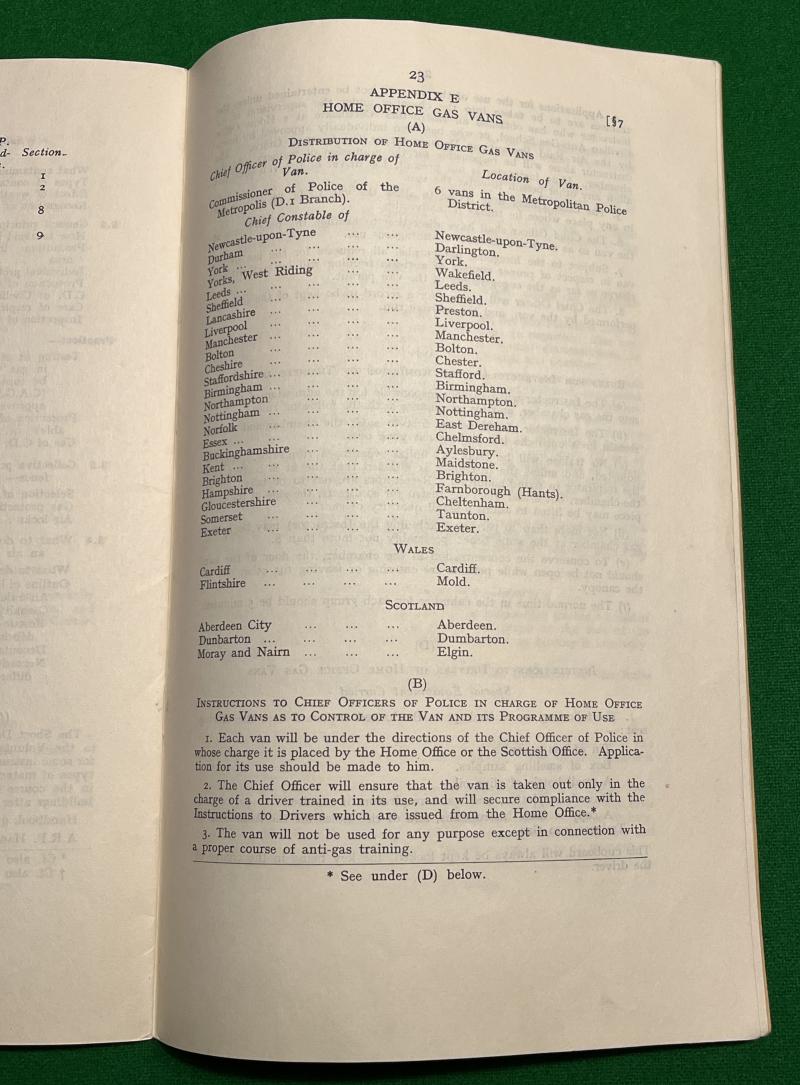 P.
d- Section.
1
2
8
9
23
APPENDIX E
HOME OFFICE GAS VANS [§7
(A)
DISTRIBUTION OF HOME OFFICE GAS VANS
Chief Officer of Police in charge of Van. Location of Van.
Commissioner of Police of the Metropolis (D.1 Branch). 6 vans in the Metropolitan Police District.
Chief Constable of
Newcastle-upon-Tyne ... ... Newcastle-upon-Tyne.
Durham ... ... ... ... Darlington.
York ... ... ... ... ... York.
Yorks, West Riding ... ... Wakefield.
Leeds ... ... ... ... ... Leeds.
Sheffield ... ... ... ... Sheffield.
Lancashire ... ... ... ... Preston.
Liverpool ... ... ... ... Liverpool.
Manchester ... ... ... ... Manchester.
Bolton ... ... ... ... Bolton.
Cheshire ... ... ... ... Chester.
Staffordshire ... ... ... ... Stafford.
Birmingham ... ... ... ... Birmingham.
Northampton ... ... ... Northampton.
Nottingham ... ... ... ... Nottingham.
Norfolk ... ... ... ... East Dereham.
Essex ... ... ... ... ... Chelmsford.
Buckinghamshire ... ... ... Aylesbury.
Kent ... ... ... ... ... Maidstone.
Brighton ... ... ... ... Brighton.
Hampshire ... ... ... ... Farnborough (Hants).
Gloucestershire ... ... ... Cheltenham.
Somerset ... ... ... ... Taunton.
Exeter ... ... ... ... Exeter.
WALES
Cardiff ... ... ... ... Cardiff.
Flintshire ... ... ... ... Mold.
SCOTLAND
Aberdeen City ... ... ... Aberdeen.
Dunbarton ... ... ... ... Dumbarton.
Moray and Nairn ... ... ... Elgin.
(B)
INSTRUCTIONS TO CHIEF OFFICERS OF POLICE IN CHARGE OF HOME OFFICE
GAS VANS AS TO CONTROL OF THE VAN AND ITS PROGRAMME OF USE
1. Each van will be under the directions of the Chief Officer of Police in
whose charge it is placed by the Home Office or the Scottish Office. Applica-
tion for its use should be made to him.
2. The Chief Officer will ensure that the van is taken out only in the
charge of a driver trained in its use, and will secure compliance with the
Instructions to Drivers which are issued from the Home Office.*
3. The van will not be used for any purpose except in connection with
a proper course of anti-gas training.
* See under (D) below.